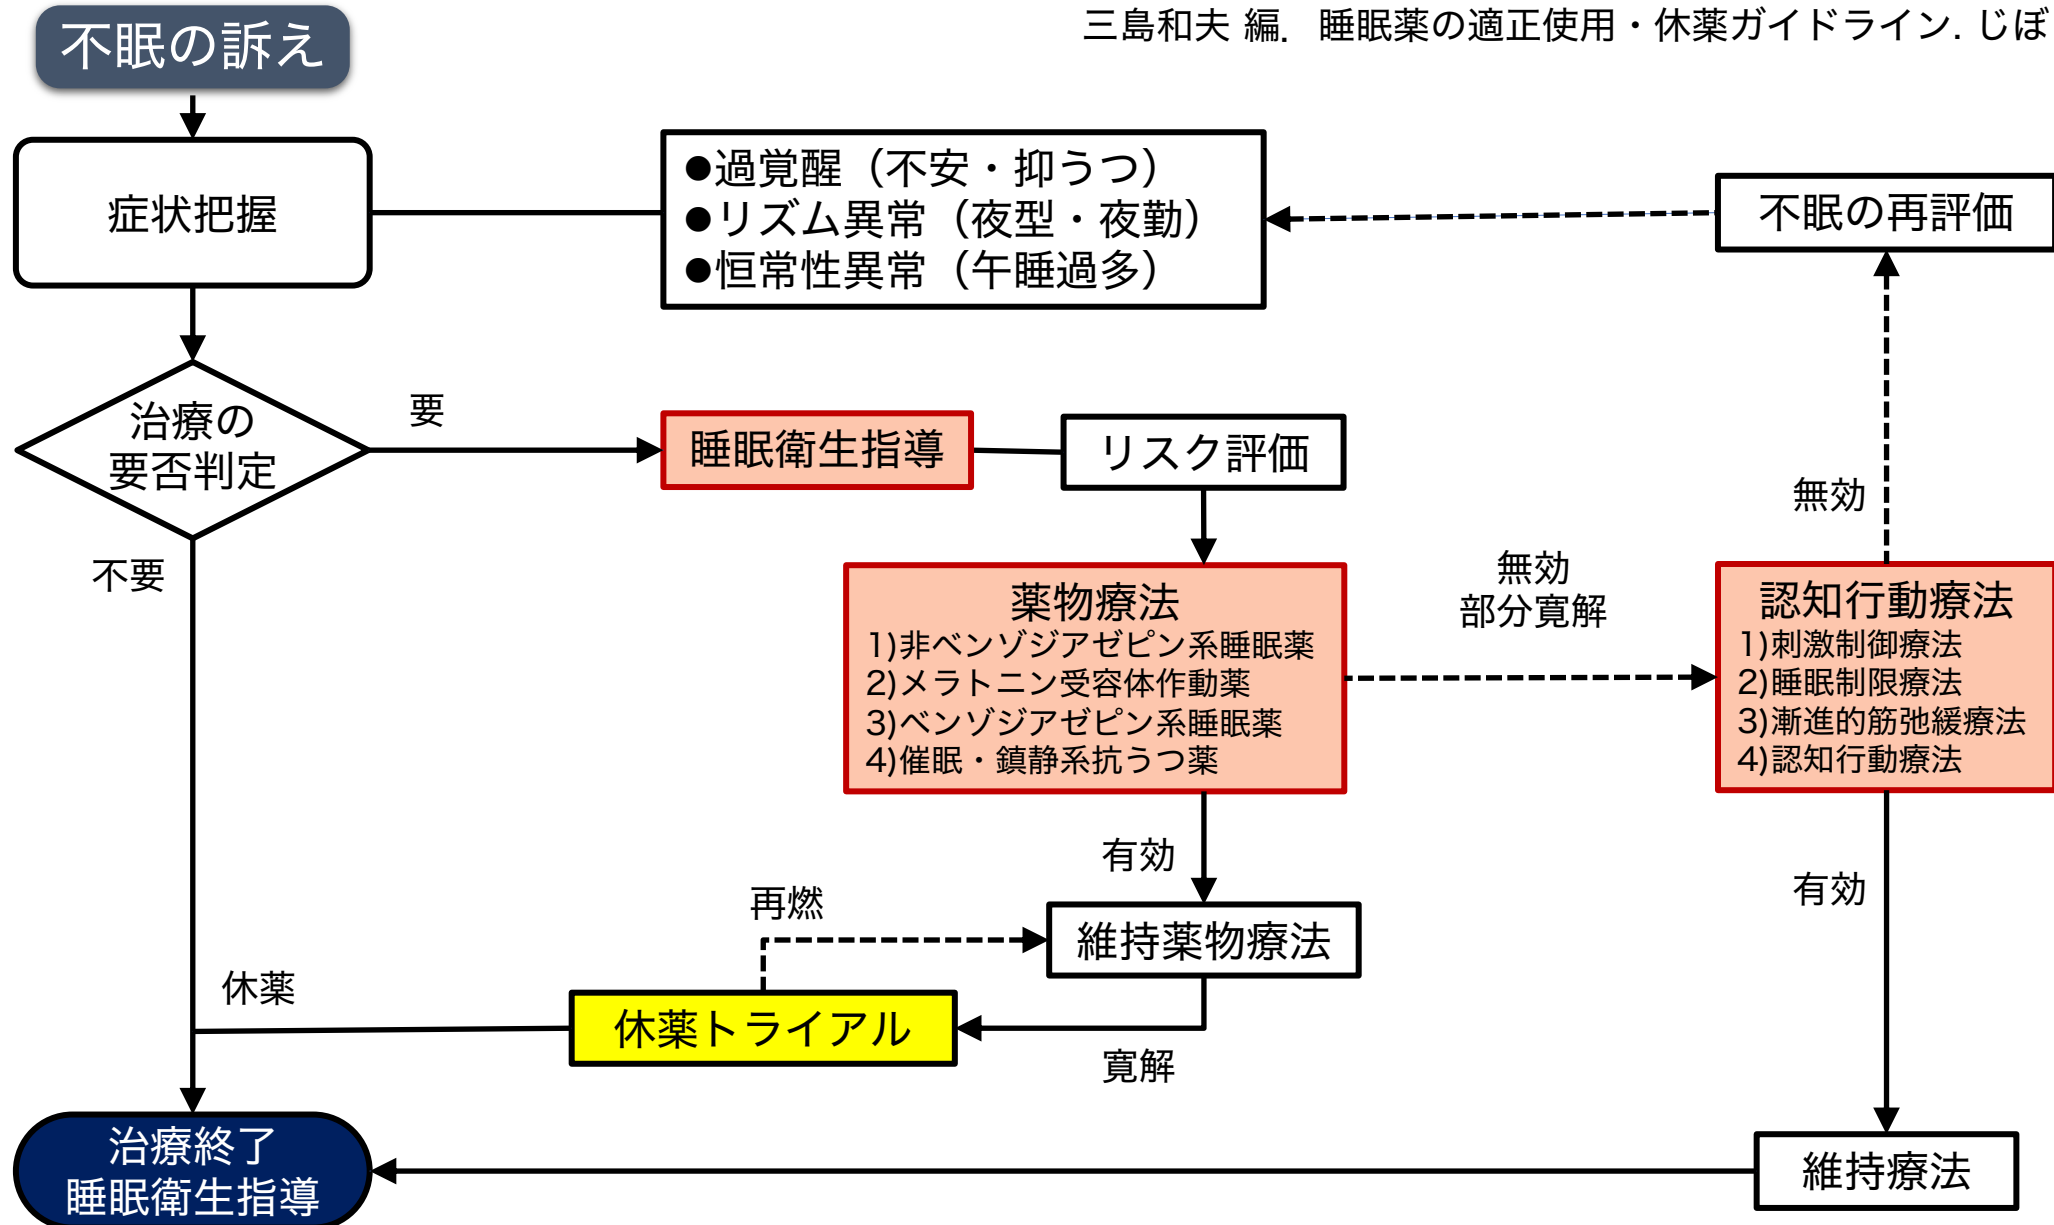 不眠の訴え
三島和夫 編. 睡眠薬の適正使用・休薬ガイドライン. じほ
症状把握
●過覚醒（不安・抑うつ）
●リズム異常（夜型・夜勤）
●恒常性異常（午睡過多）
不眠の再評価
治療の
要否判定
要
睡眠衛生指導
リスク評価
不要
無効
薬物療法
1)非ベンゾジアゼピン系睡眠薬
2)メラトニン受容体作動薬
3)ベンゾジアゼピン系睡眠薬
4)催眠・鎮静系抗うつ薬
無効
部分寛解
認知行動療法
1)刺激制御療法
2)睡眠制限療法
3)漸進的筋弛緩療法
4)認知行動療法
有効
有効
再燃
維持薬物療法
休薬
休薬トライアル
寛解
治療終了
睡眠衛生指導
維持療法